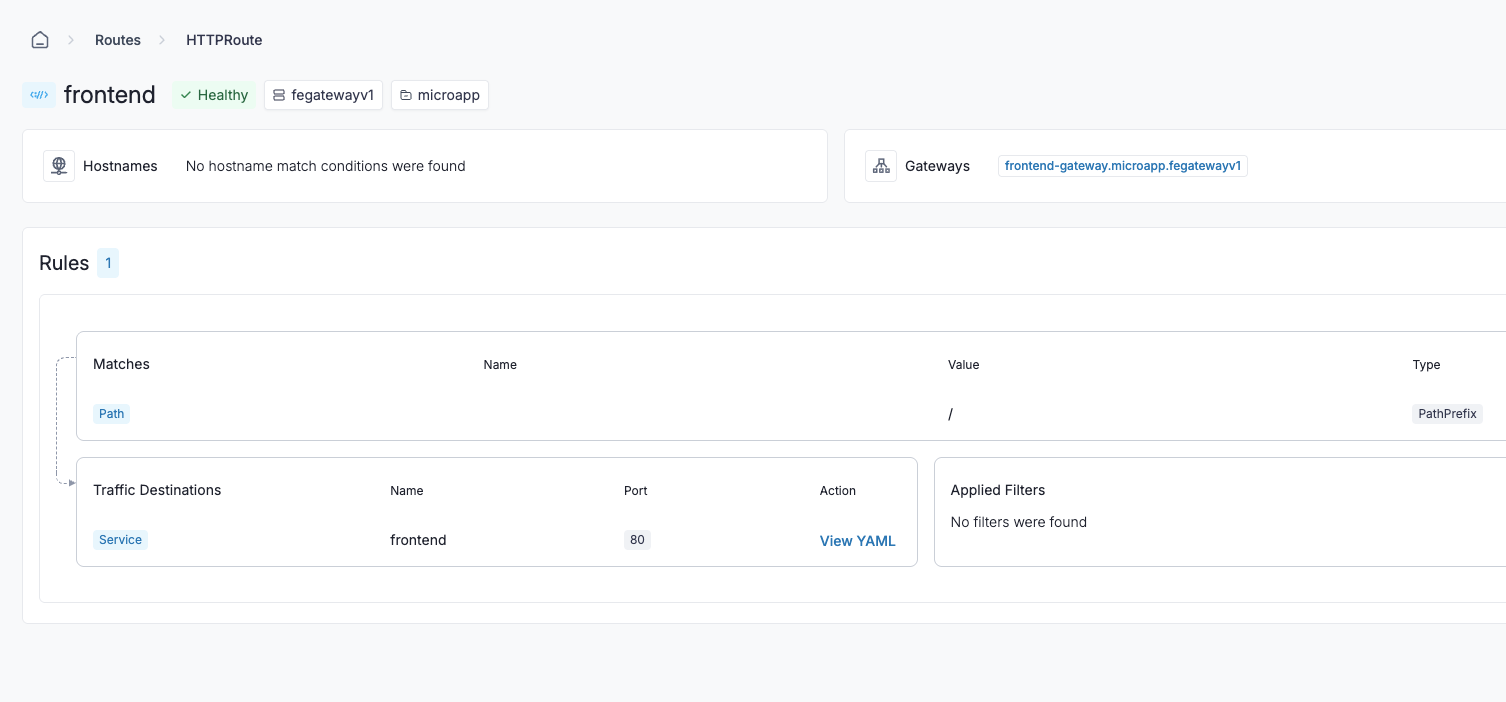 Routes HTTPRoute
frontend Healthy fegatewayv1 microapp
Hostnames No hostname match conditions were found
Gateways frontend-gateway.microapp.fegatewayv1
Rules 1
Matches Name Value Type
Path / PathPrefix
Traffic Destinations Name Port Action
Service frontend 80 View YAML
Applied Filters
No filters were found